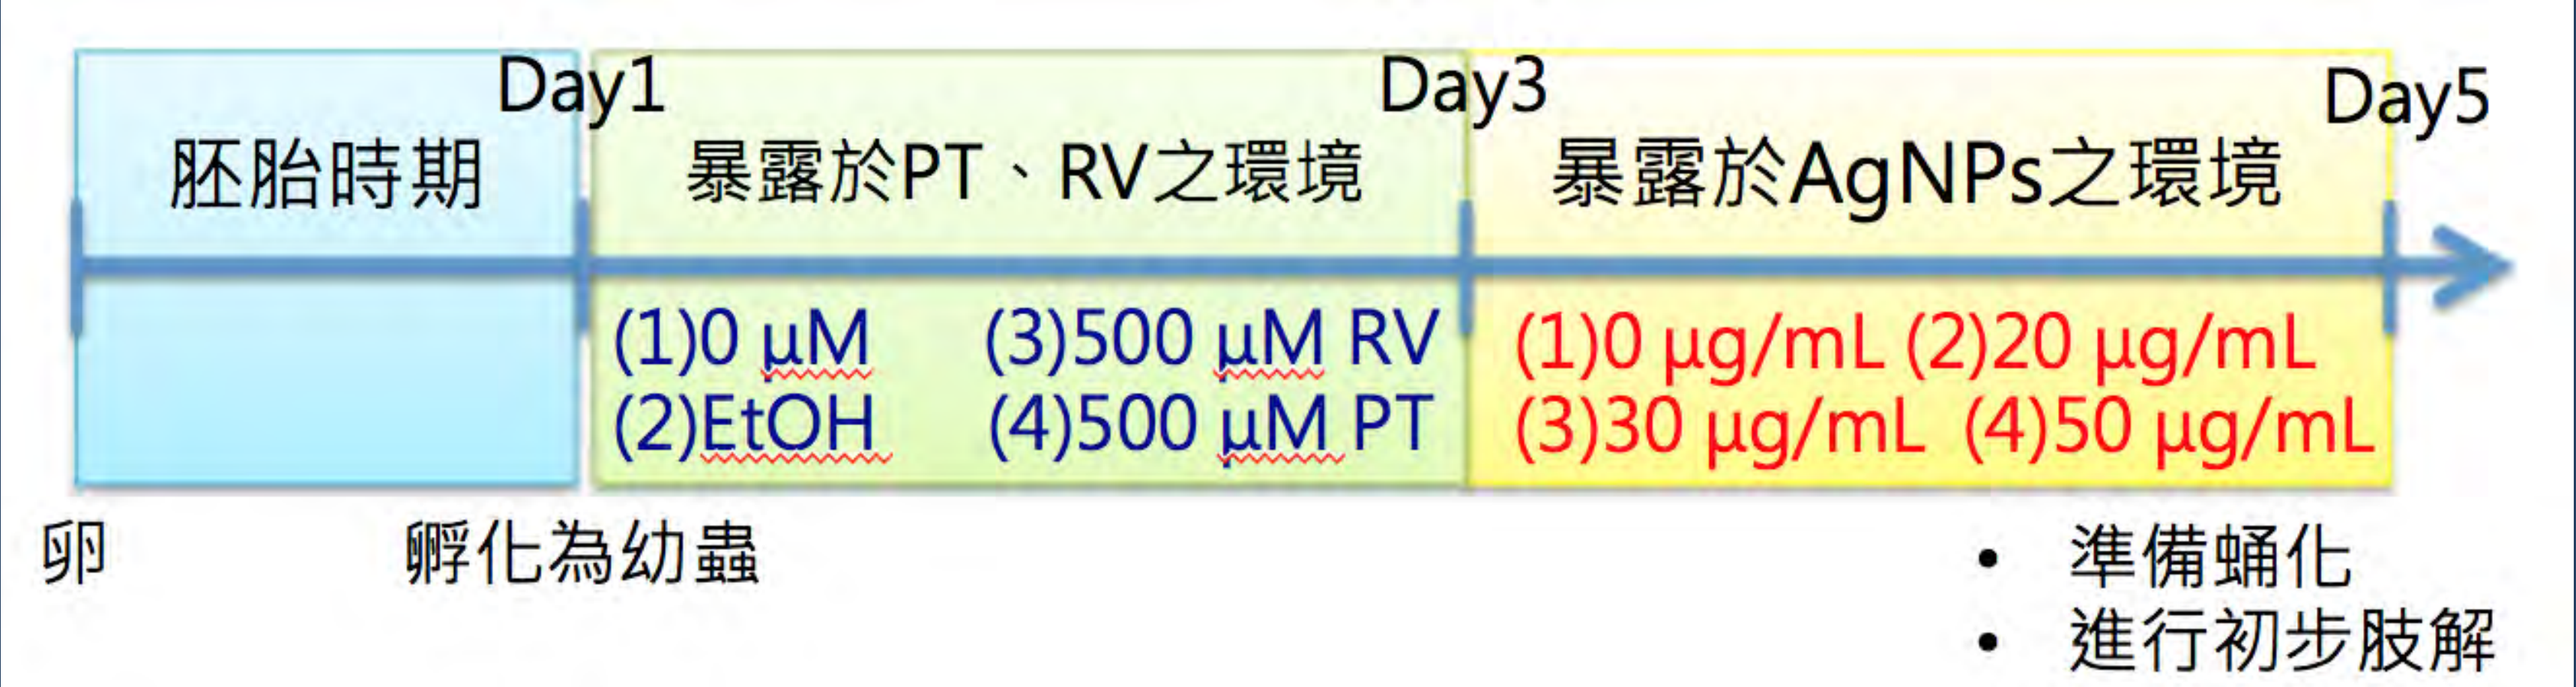 Day1
Day3
Day5
胚胎時期
暴露於PT、RV之環境
暴露於AgNPs之環境
(1)0 µM
(3)500 µM RV
(2)EtOH
(4)500 µM PT
(1)0 µg/mL (2)20 µg/mL
(3)30 µg/mL (4)50 µg/mL
卵
孵化為幼蟲
• 準備蛹化
• 進行初步肢解